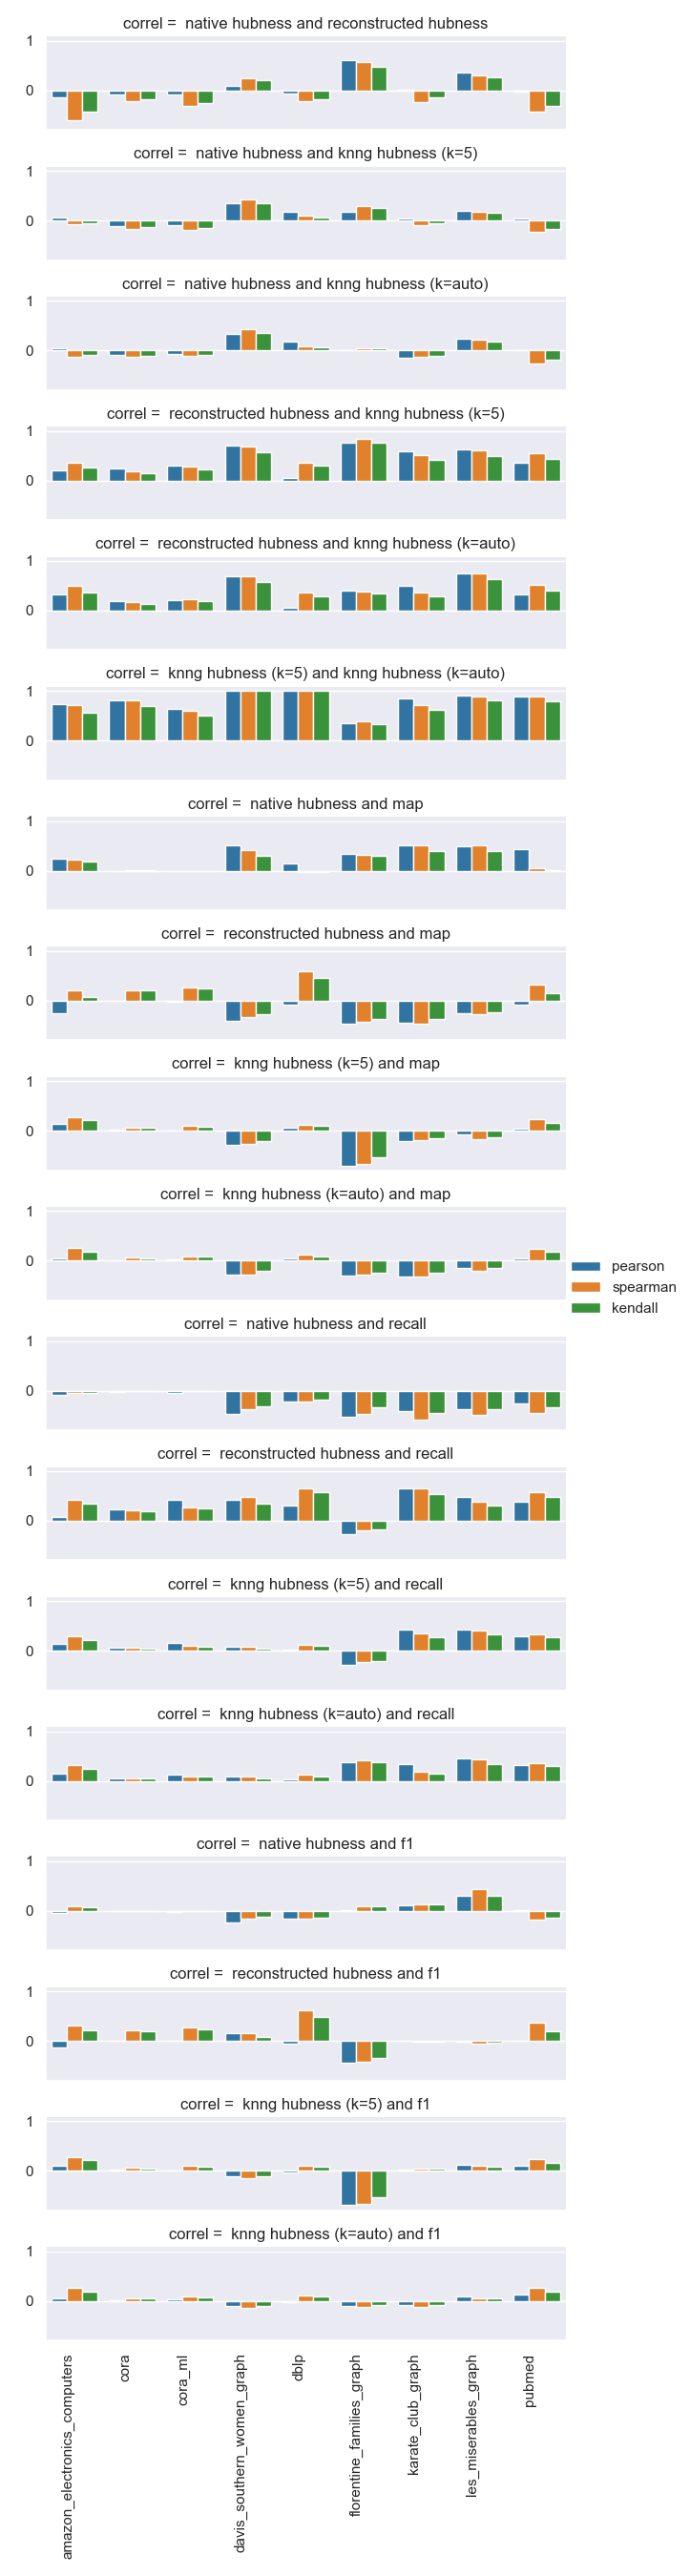 correl =  native hubness and reconstructed hubness
1
0
correl =  native hubness and knng hubness (k=5)
1
0
correl =  native hubness and knng hubness (k=auto)
1
0
correl =  reconstructed hubness and knng hubness (k=5)
1
0
correl =  reconstructed hubness and knng hubness (k=auto)
1
0
correl =  knng hubness (k=5) and knng hubness (k=auto)
1
0
correl =  native hubness and map
1
0
correl =  reconstructed hubness and map
1
0
correl =  knng hubness (k=5) and map
1
0
correl =  knng hubness (k=auto) and map
1
0
pearson
spearman
kendall
correl =  native hubness and recall
1
0
correl =  reconstructed hubness and recall
1
0
correl =  knng hubness (k=5) and recall
1
0
correl =  knng hubness (k=auto) and recall
1
0
correl =  native hubness and f1
1
0
correl =  reconstructed hubness and f1
1
0
correl =  knng hubness (k=5) and f1
1
0
correl =  knng hubness (k=auto) and f1
1
0
amazon_electronics_computers
cora
cora_ml
davis_southern_women_graph
dblp
florentine_families_graph
karate_club_graph
les_miserables_graph
pubmed